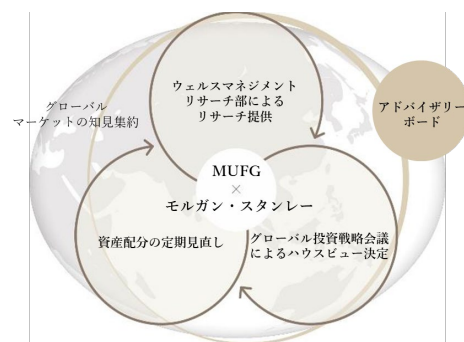 ウェルスマネジメント
リサーチ部による
リサーチ提供
グローバル
マーケットの知見集約
アドバイザリー
ボード
MUFG
×
モルガン・スタンレー
資産配分の定期見直し
グローバル投資戦略会議
によるハウスビュー決定